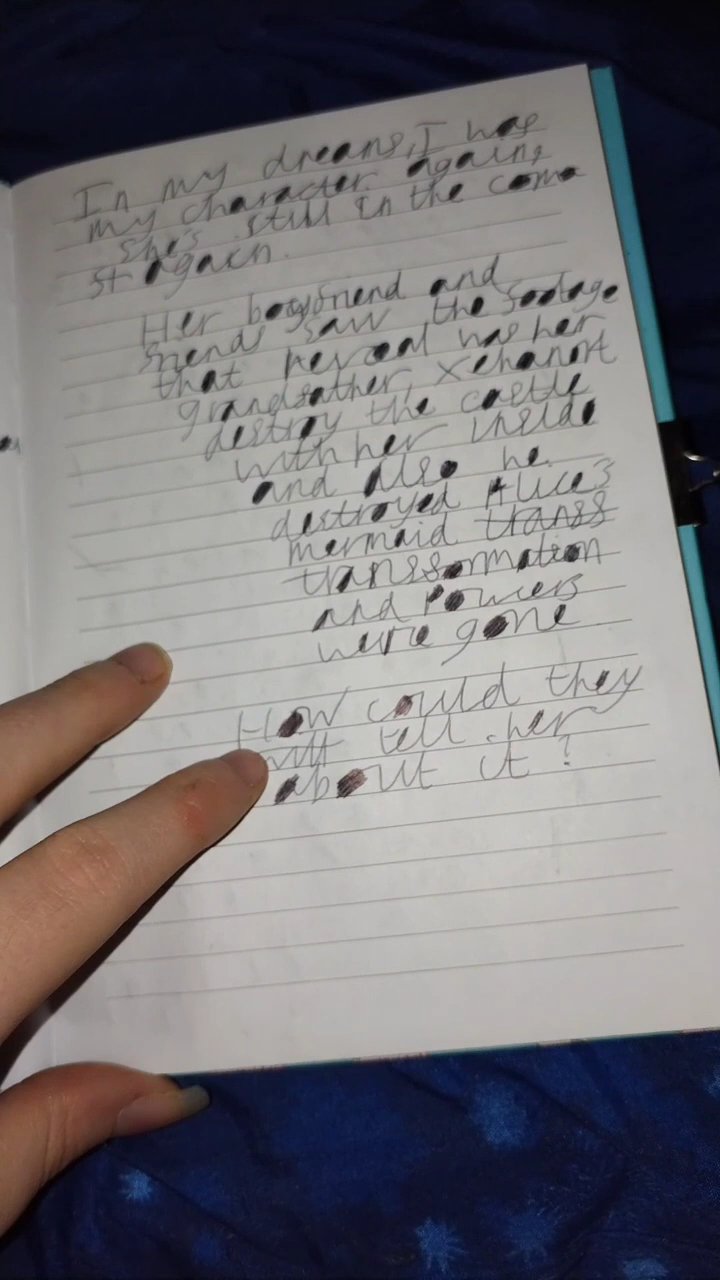 In my dreams, I was
my character again,
She's still in the coma
st again.
Her boyfriend and
friends saw the footage
that reveal was her
grandfather, Xehanort
destroy the castle
with her inside
and also he
destroyed Alice's
mermaid transf
transformation
and Powers
were gone
How could they
tell her
about it?